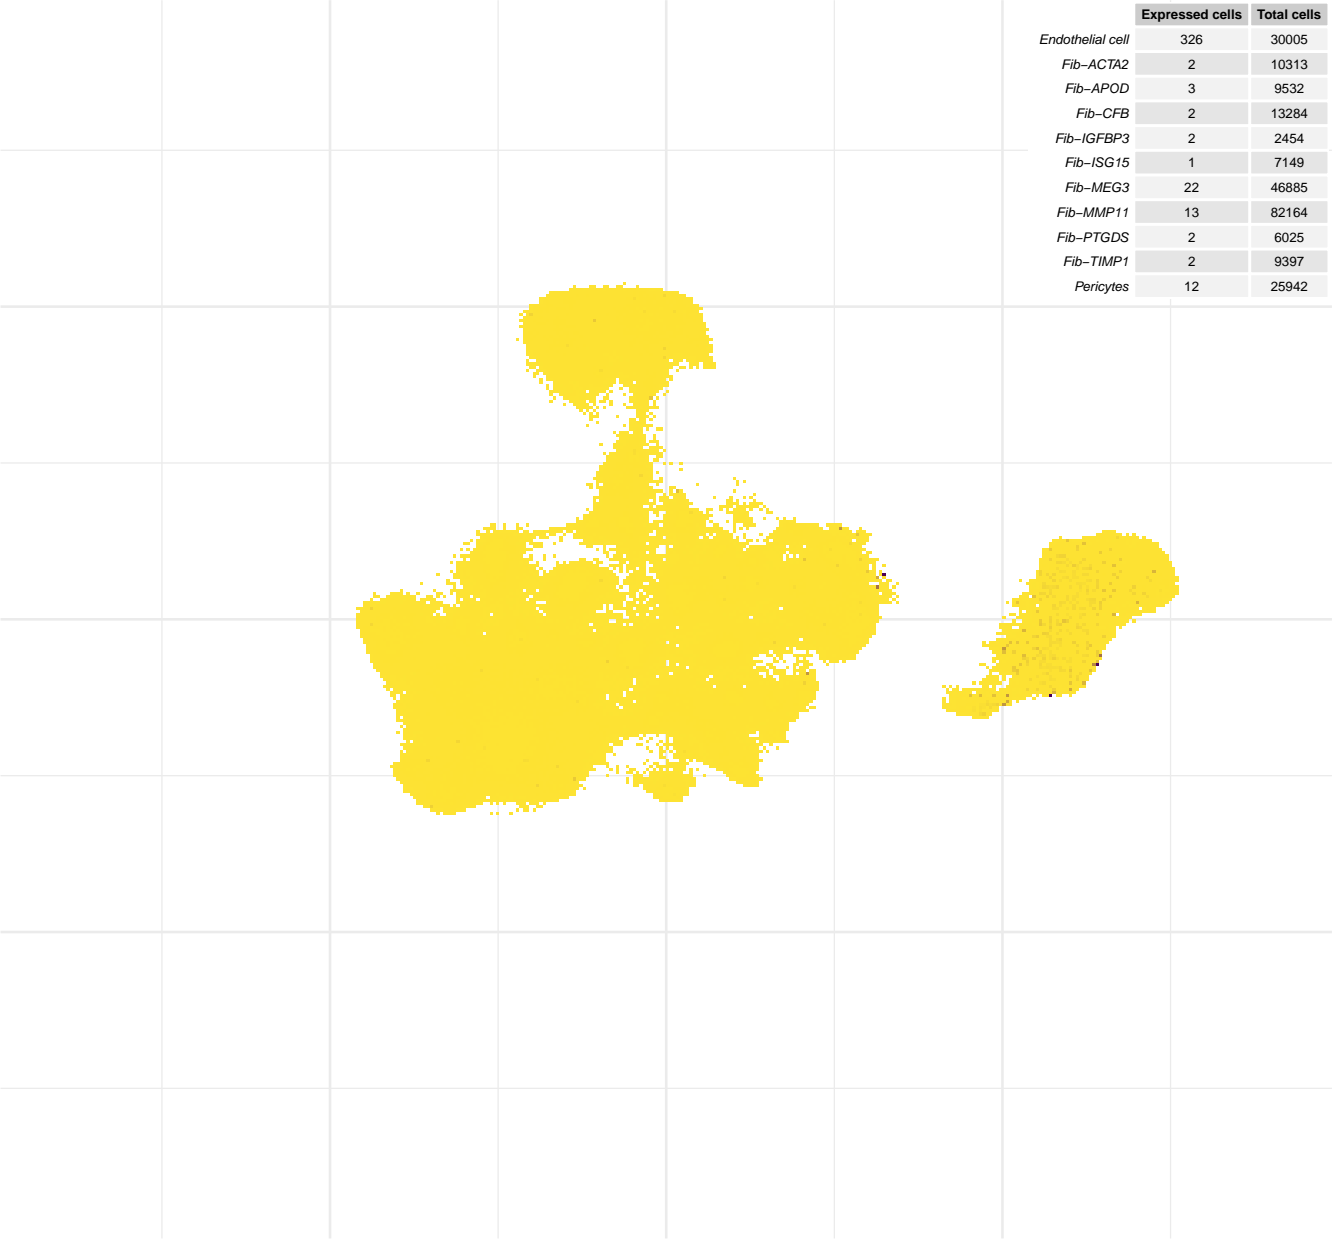 Expressed cells Total cells
Endothelial cell 326 30005
Fib−ACTA2 2 10313
Fib−APOD 3 9532
Fib−CFB 2 13284
Fib−IGFBP3 2 2454
Fib−ISG15 1 7149
Fib−MEG3 22 46885
Fib−MMP11 13 82164
Fib−PTGDS 2 6025
Fib−TIMP1 2 9397
Pericytes 12 25942